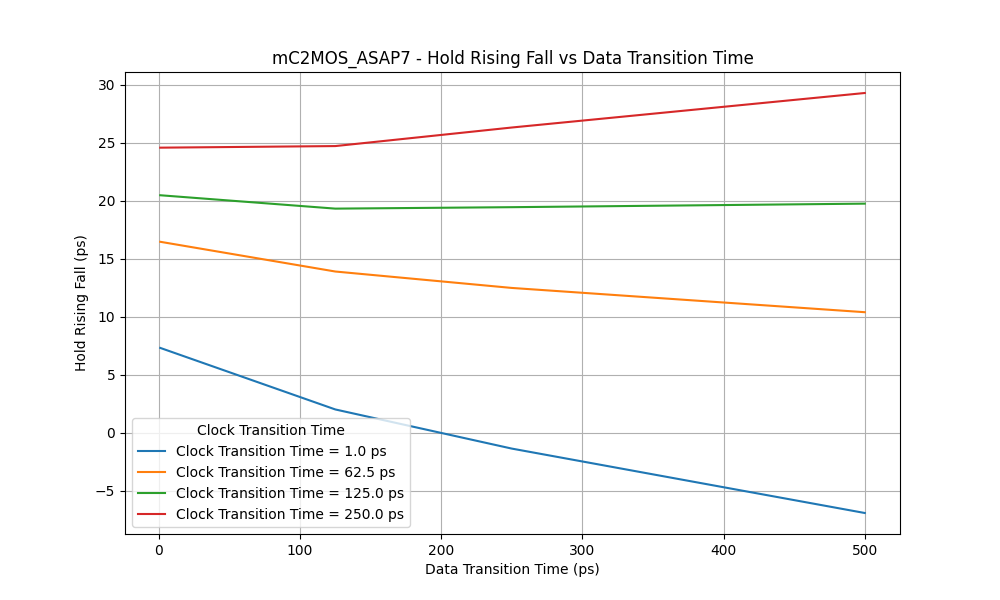 mC2MOS_ASAP7 - Hold Rising Fall vs Data Transition Time
Hold Rising Fall (ps)
30
25
20
15
10
5
0
−5
Clock Transition Time
Clock Transition Time = 1.0 ps
Clock Transition Time = 62.5 ps
Clock Transition Time = 125.0 ps
Clock Transition Time = 250.0 ps
0 100 200 300 400 500
Data Transition Time (ps)